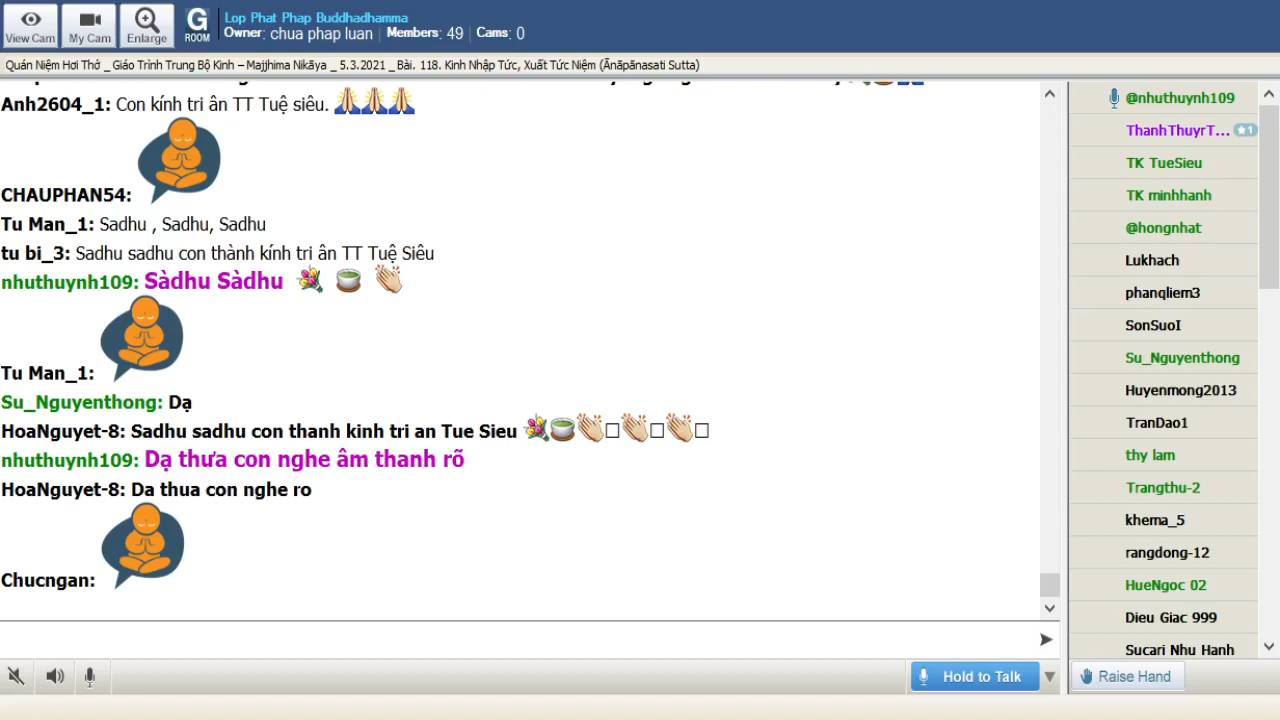 View Cam
My Cam
Enlarge
G
ROOM
Lop Phat Phap Buddhadhamma
Owner: chua phap luan Members: 49 Cams: 0
Quán Niệm Hơi Thở _ Giáo Trình Trung Bộ Kinh – Majjhima Nikāya _ 5.3.2021 _ Bài. 118. Kinh Nhập Tức, Xuất Tức Niệm (Ānāpānasati Sutta)
Anh2604_1: Con kính tri ân TT Tuệ siêu. 🙏🙏🙏
CHAUPHAN54:
Tu Man_1: Sadhu , Sadhu, Sadhu
tu bi_3: Sadhu sadhu con thành kính tri ân TT Tuệ Siêu
nhuthuynh109: Sàdhu Sàdhu 💐 🍵 👏
Tu Man_1:
Su_Nguyenthong: Dạ
HoaNguyet-8: Sadhu sadhu con thanh kinh tri an Tue Sieu 💐🍵👏👏👏
nhuthuynh109: Dạ thưa con nghe âm thanh rõ
HoaNguyet-8: Da thua con nghe ro
Chucngan:
Hold to Talk
@nhuthuynh109
ThanhThuyrT... ★1
TK TueSieu
TK minhhanh
@hongnhat
Lukhach
phanqliem3
SonSuoI
Su_Nguyenthong
Huyenmong2013
TranDao1
thy lam
Trangthu-2
khema_5
rangdong-12
HueNgoc 02
Dieu Giac 999
Sucari Nhu Hanh
Raise Hand